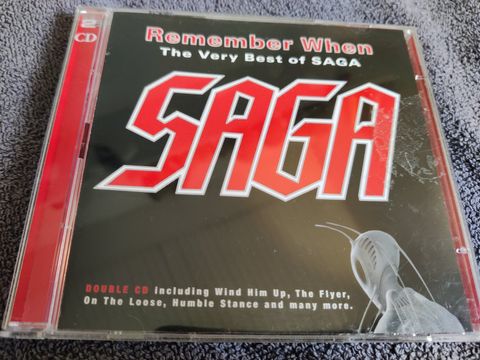 2
CD
Remember When
The Very Best of SAGA
SAGA
DOUBLE CD including Wind Him Up, The Flyer,
On The Loose, Humble Stance and many more.